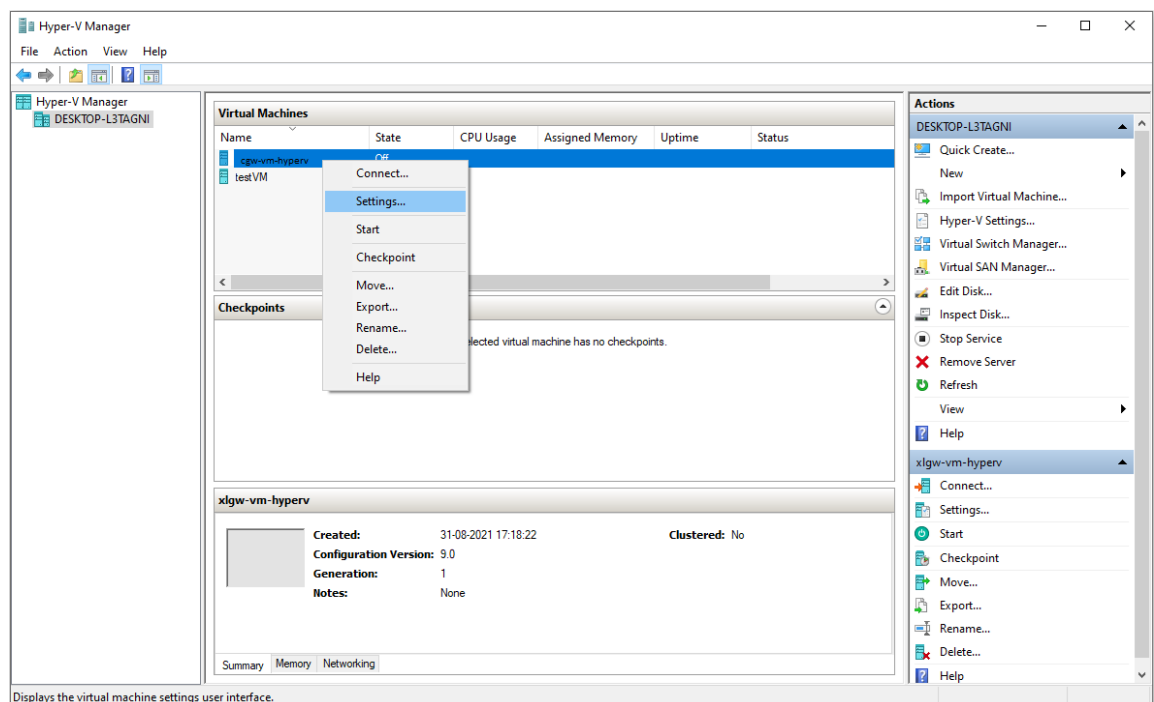 Hyper-V Manager
File Action View Help
Hyper-V Manager
DESKTOP-L3TAGNI
Virtual Machines
Name State CPU Usage Assigned Memory Uptime Status
cgw-vm-hyperv Off
testVM
Connect...
Settings...
Start
Checkpoint
Move...
Export...
Rename...
Delete...
Help
Checkpoints
elected virtual machine has no checkpoints.
xlgw-vm-hyperv
Created: 31-08-2021 17:18:22 Clustered: No
Configuration Version: 9.0
Generation: 1
Notes: None
Summary Memory Networking
Actions
DESKTOP-L3TAGNI
Quick Create...
New
Import Virtual Machine...
Hyper-V Settings...
Virtual Switch Manager...
Virtual SAN Manager...
Edit Disk...
Inspect Disk...
Stop Service
Remove Server
Refresh
View
Help
xlgw-vm-hyperv
Connect...
Settings...
Start
Checkpoint
Move...
Export...
Rename...
Delete...
Help
Displays the virtual machine settings user interface.